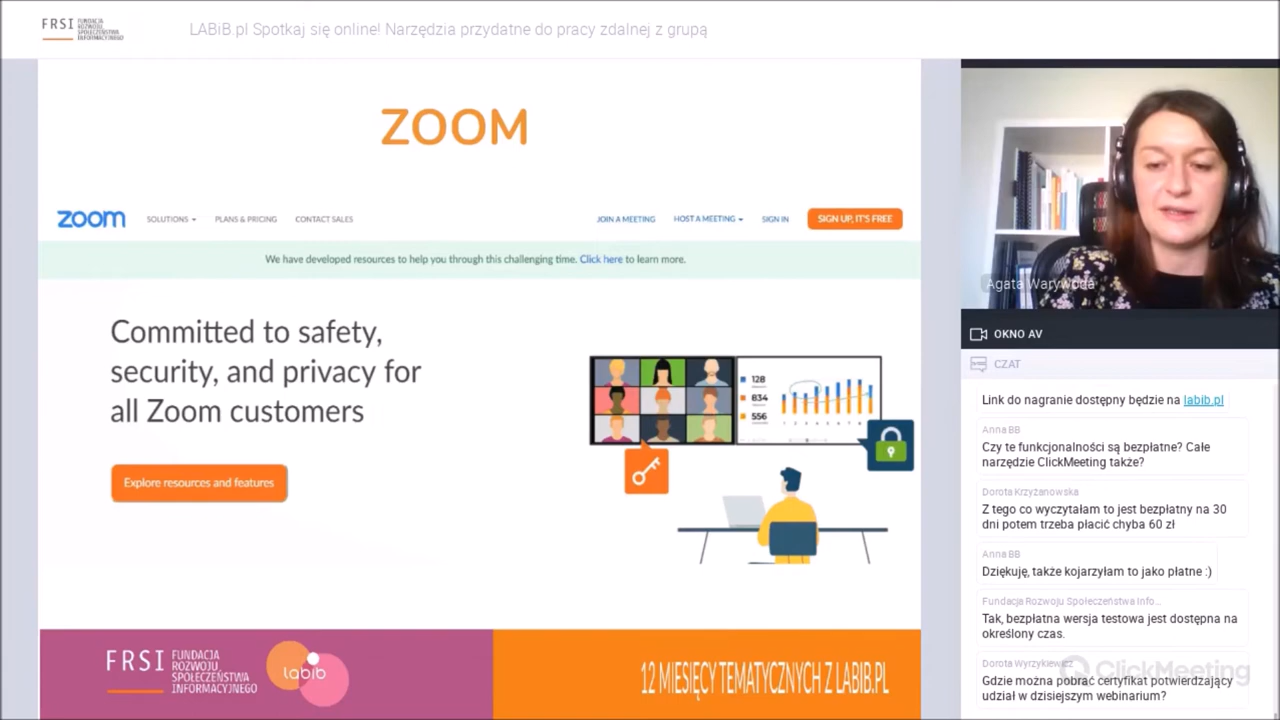 FRSI FUNDACJA
ROZWOJU
SPOŁECZEŃSTWA
INFORMACYJNEGO
LABiB.pl Spotkaj się online! Narzędzia przydatne do pracy zdalnej z grupą
ZOOM
zoom SOLUTIONS PLANS & PRICING CONTACT SALES JOIN A MEETING HOST A MEETING SIGN IN SIGN UP, IT'S FREE
We have developed resources to help you through this challenging time. Click here to learn more.
Committed to safety,
security, and privacy for
all Zoom customers
Explore resources and features
128
834
556
FRSI FUNDACJA
ROZWOJU
SPOŁECZEŃSTWA
INFORMACYJNEGO
labib
12 MIESIĘCY TEMATYCZNYCH Z LABIB.PL
Agata Warywoda
OKNO AV
CZAT
Link do nagranie dostępny będzie na labib.pl
Anna BB
Czy te funkcjonalności są bezpłatne? Całe
narzędzie ClickMeeting także?
Dorota Krzyżanowska
Z tego co wyczytałam to jest bezpłatny na 30
dni potem trzeba płacić chyba 60 zł
Anna BB
Dziękuję, także kojarzyłam to jako płatne :)
Fundacja Rozwoju Społeczeństwa Info...
Tak, bezpłatna wersja testowa jest dostępna na
określony czas.
Dorota Wyrzykiewicz
Gdzie można pobrać certyfikat potwierdzający
udział w dzisiejszym webinarium?
ClickMeeting